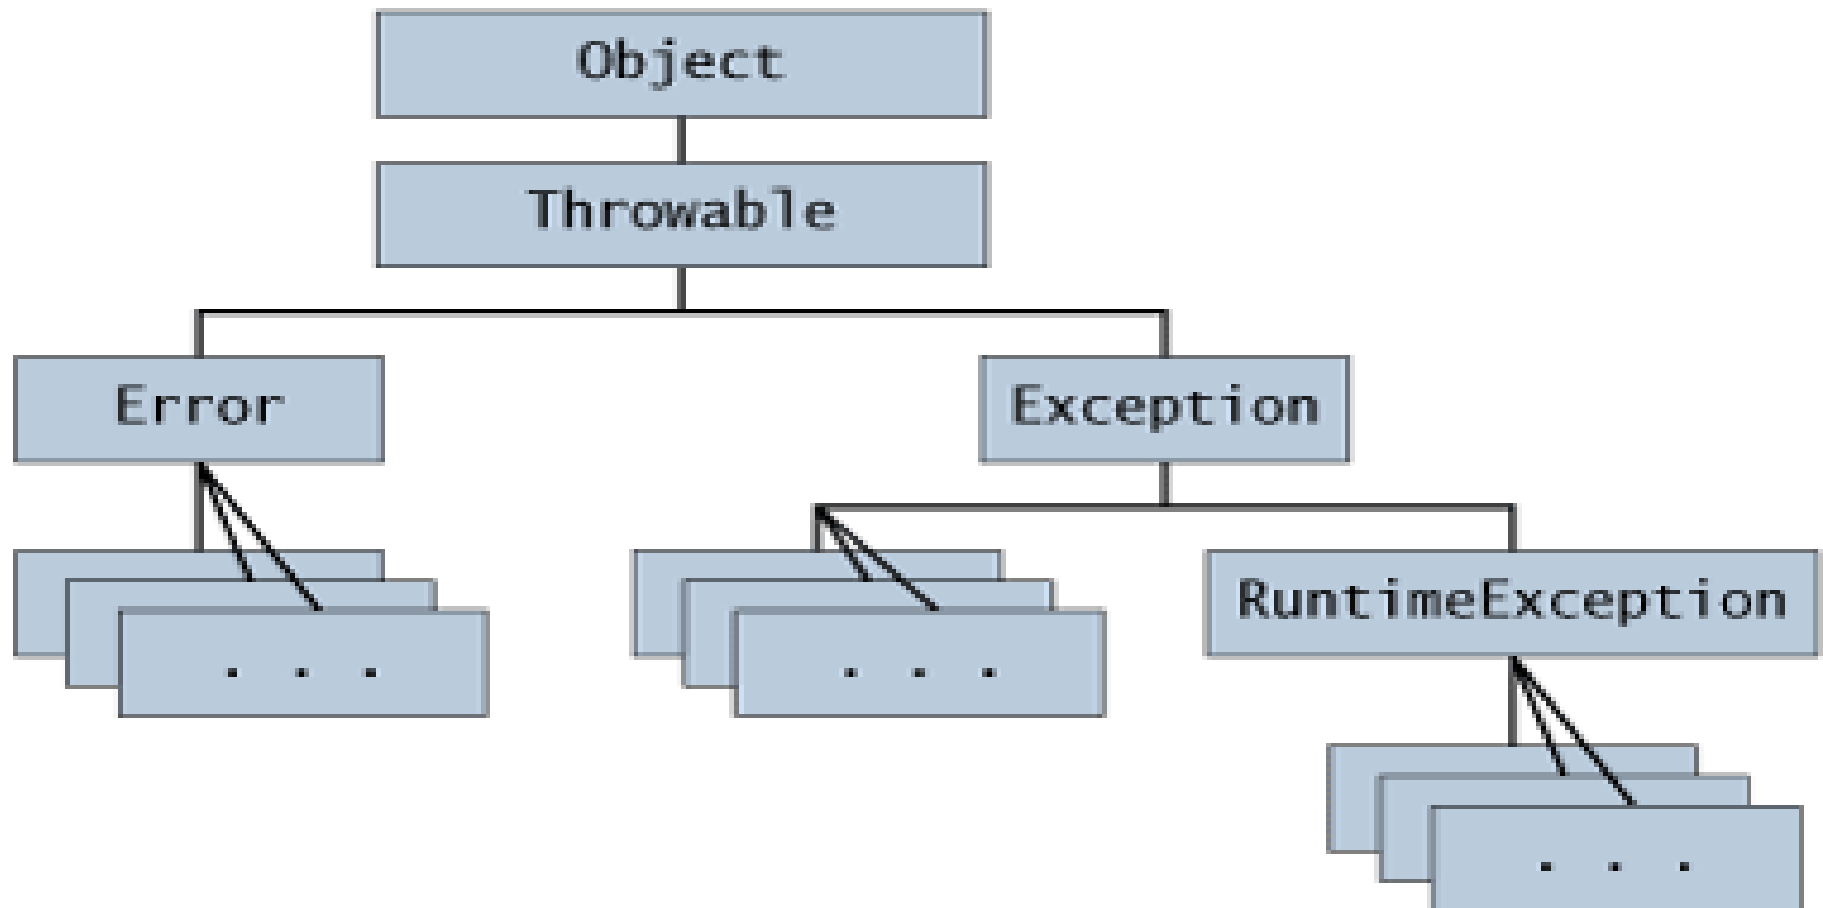 Object
Throwable
Error
Exception
RuntimeException
. . .
. . .
. . .